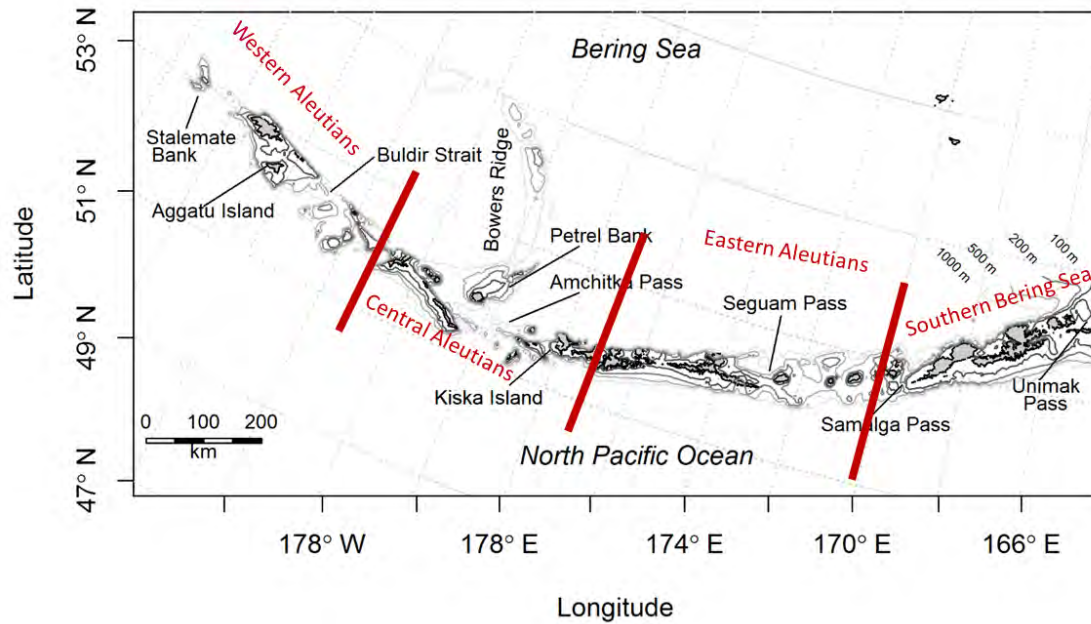 53° N
51° N
49° N
47° N
Latitude
Bering Sea
Western Aleutians
Stalemate
Bank
Buldir Strait
Aggatu Island
Bowers Ridge
Petrel Bank
Amchitka Pass
Central Aleutians
Kiska Island
Eastern Aleutians
Seguam Pass
1000 m
500 m
200 m
100 m
Southern Bering Sea
Unimak
Pass
Samalga Pass
North Pacific Ocean
0 100 200
km
178° W
178° E
174° E
170° E
166° E
Longitude